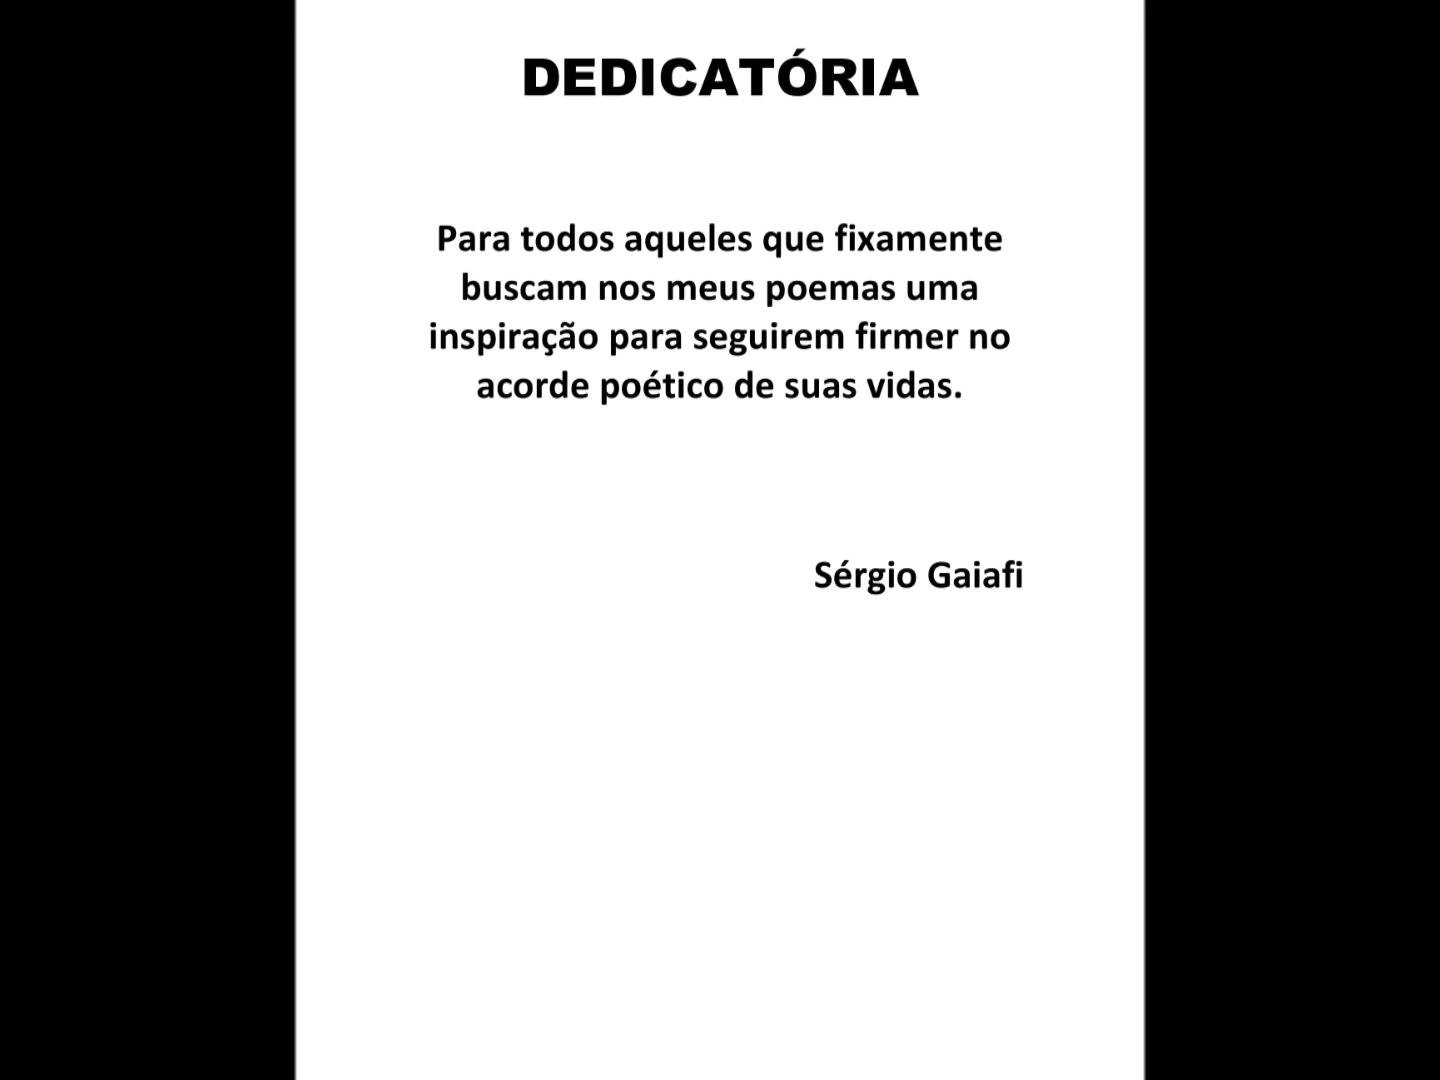 DEDICATÓRIA
Para todos aqueles que fixamente
buscam nos meus poemas uma
inspiração para seguirem firmer no
acorde poético de suas vidas.
Sérgio Gaiafi